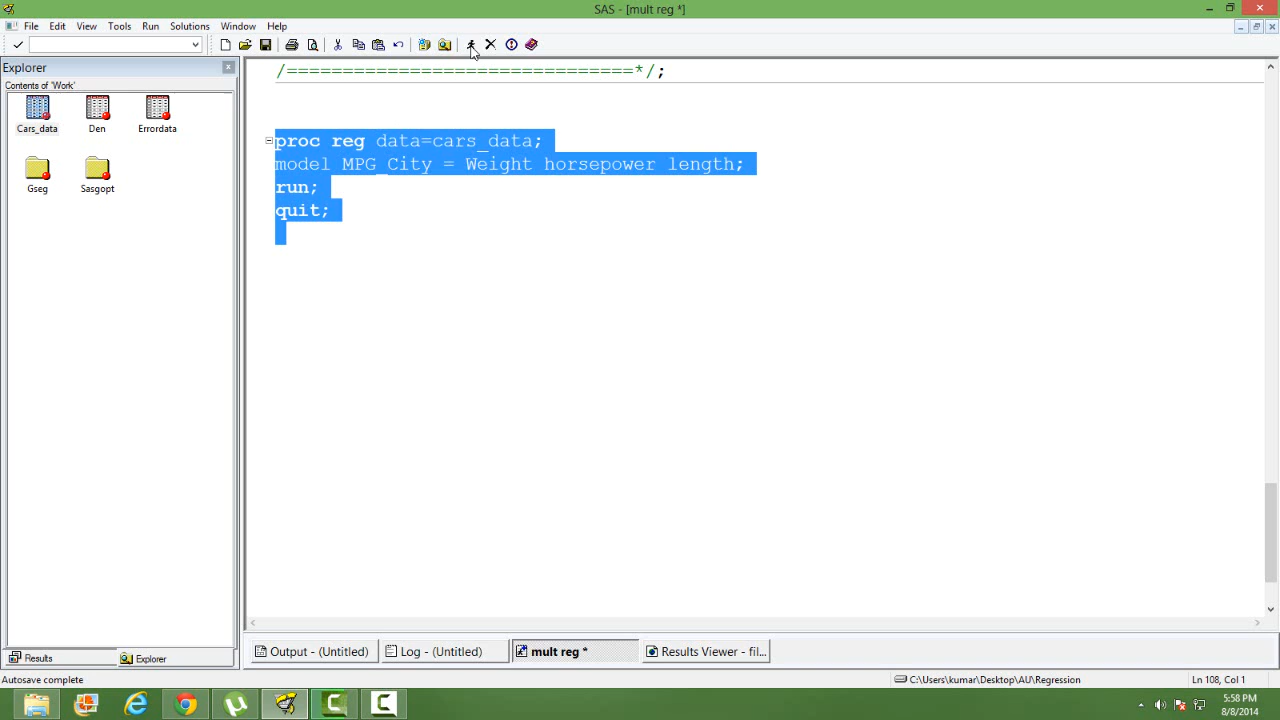 SAS - [mult reg *]
File Edit View Tools Run Solutions Window Help
Explorer
Contents of 'Work'
Cars_data Den Errordata
Gseg Sasgopt
/===============================*/;
proc reg data=cars_data;
model MPG_City = Weight horsepower length;
run;
quit;
Output - (Untitled) Log - (Untitled) mult reg * Results Viewer - fil...
Results Explorer
Autosave complete C:\Users\kumar\Desktop\AU\Regression Ln 108, Col 1
5:58 PM
8/8/2014